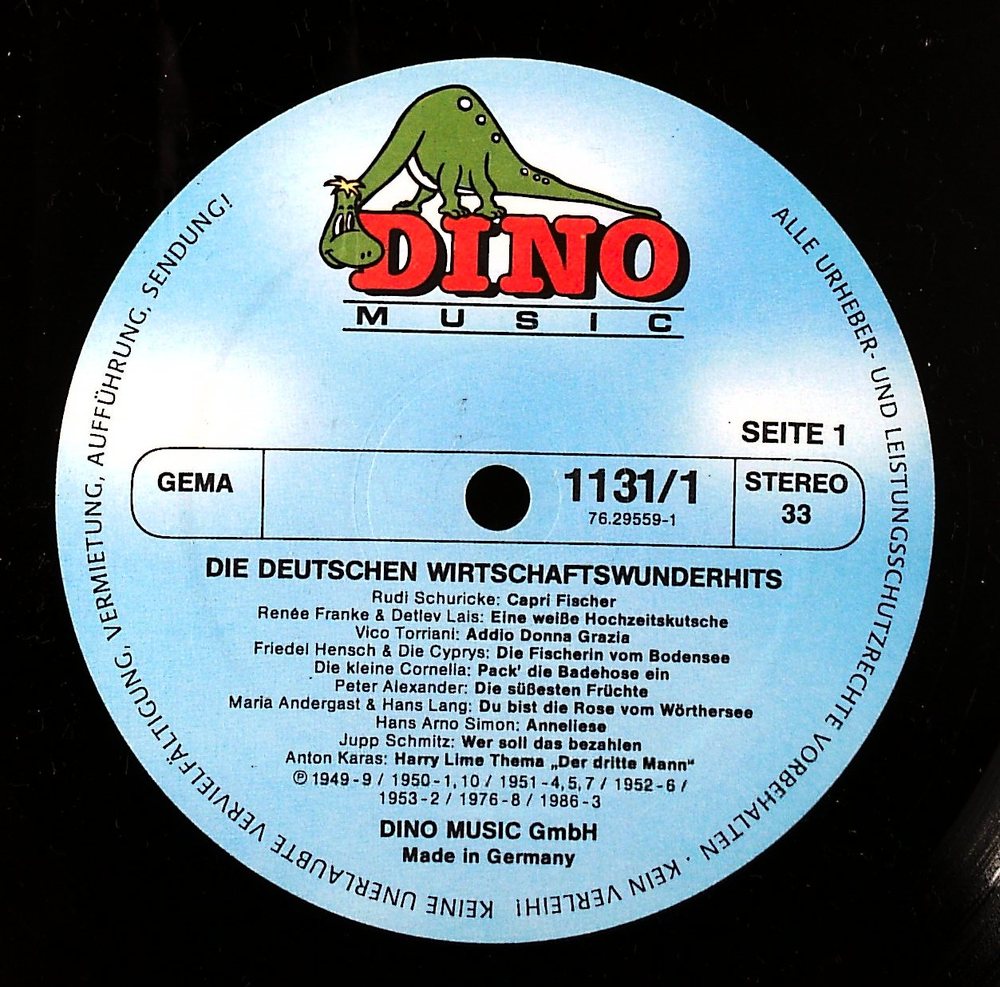 DINO
MUSIC
SEITE 1
GEMA
1131/1
76.29559-1
STEREO
33
DIE DEUTSCHEN WIRTSCHAFTSWUNDERHITS
Rudi Schuricke: Capri Fischer
Renée Franke & Detlev Lais: Eine weiße Hochzeitskutsche
Vico Torriani: Addio Donna Grazia
Friedel Hensch & Die Cyprys: Die Fischerin vom Bodensee
Die kleine Cornelia: Pack' die Badehose ein
Peter Alexander: Die süßesten Früchte
Maria Andergast & Hans Lang: Du bist die Rose vom Wörthersee
Hans Arno Simon: Anneliese
Jupp Schmitz: Wer soll das bezahlen
Anton Karas: Harry Lime Thema „Der dritte Mann“
℗ 1949-9 / 1950-1,10 / 1951-4,5,7 / 1952-6 /
1953-2 / 1976-8 / 1986-3
DINO MUSIC GmbH
Made in Germany
ALLE URHEBER- UND LEISTUNGSSCHUTZRECHTE VORBEHALTEN · KEIN VERLEIH! KEINE UNERLAUBTE VERVIELFÄLTIGUNG, VERMIETUNG, AUFFÜHRUNG, SENDUNG!